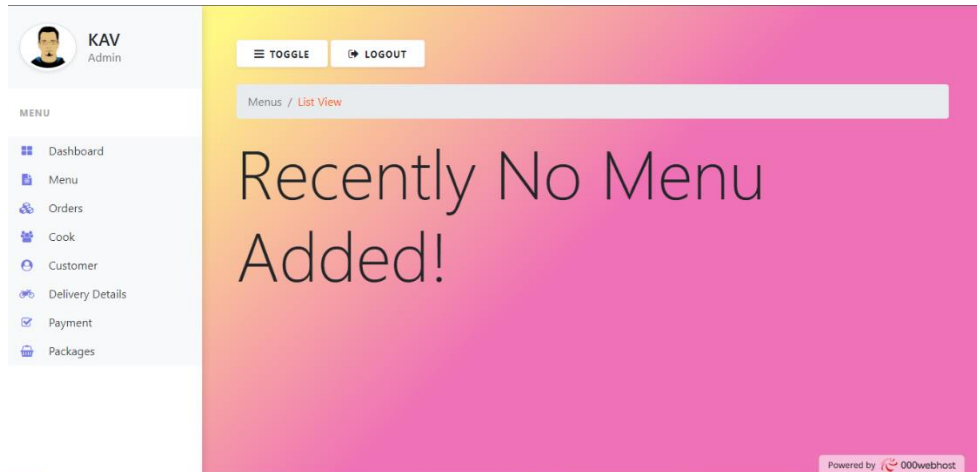 KAV
Admin
MENU
Dashboard
Menu
Orders
Cook
Customer
Delivery Details
Payment
Packages
TOGGLE
LOGOUT
Menus / List View
Recently No Menu
Added!
Powered by 000webhost